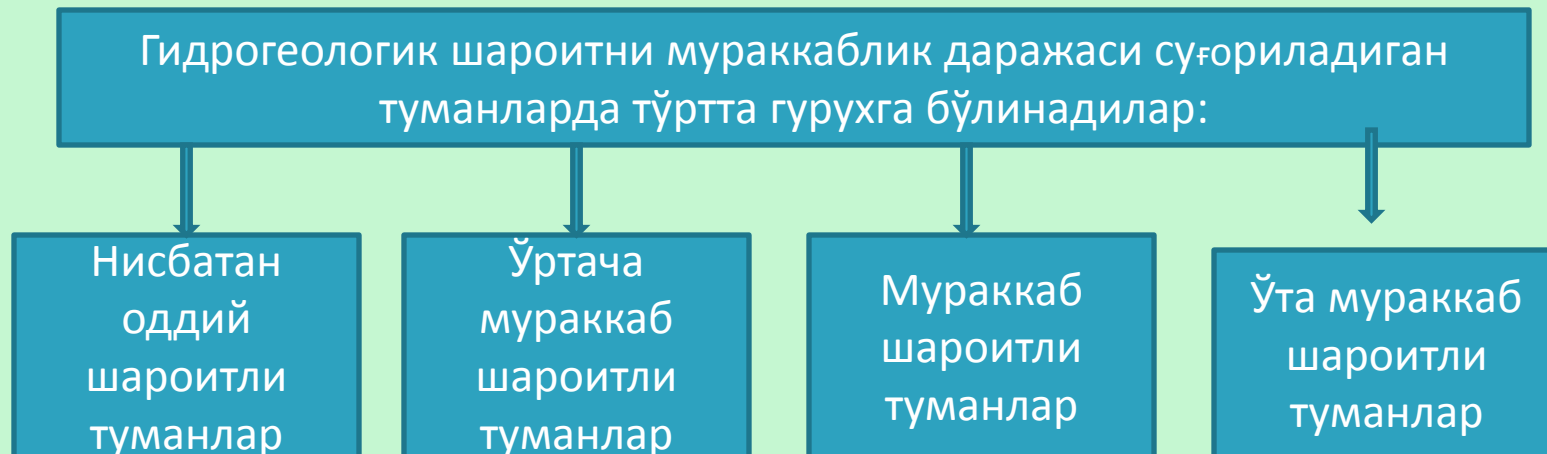 Гидрогеологик шароитни мураккаблик даражаси суғориладиган
туманларда тўртта гурухга бўлинадилар:
Нисбатан
оддий
шароитли
туманлар
Ўртача
мураккаб
шароитли
туманлар
Мураккаб
шароитли
туманлар
Ўта мураккаб
шароитли
туманлар